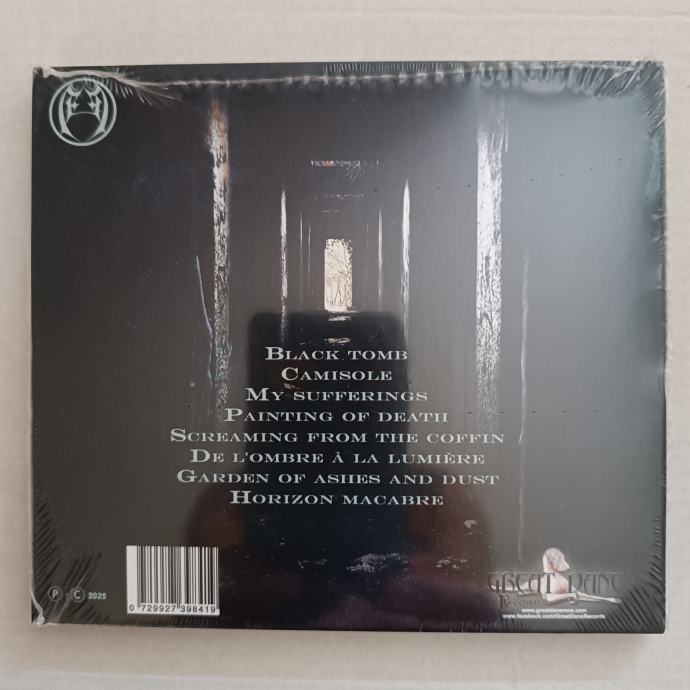 Black tomb
Camisole
My sufferings
Painting of death
Screaming from the coffin
De l'ombre à la lumière
Garden of ashes and dust
Horizon macabre
P C 2025
0 729927 398419
GREAT DANE
www.greatdanerecs.com
www.facebook.com/GreatDaneRecords